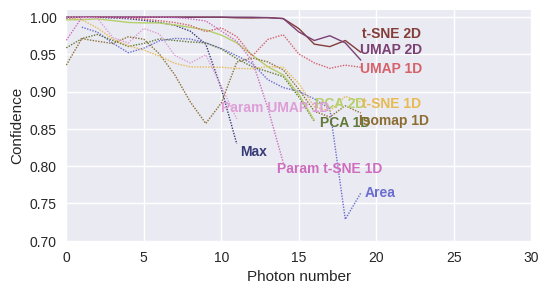 1.00
0.95
0.90
0.85
0.80
0.75
0.70
Confidence
t-SNE 2D
UMAP 2D
UMAP 1D
Param UMAP 1D
PCA 2D
t-SNE 1D
PCA 1D
Isomap 1D
Max
Param t-SNE 1D
Area
0 5 10 15 20 25 30
Photon number